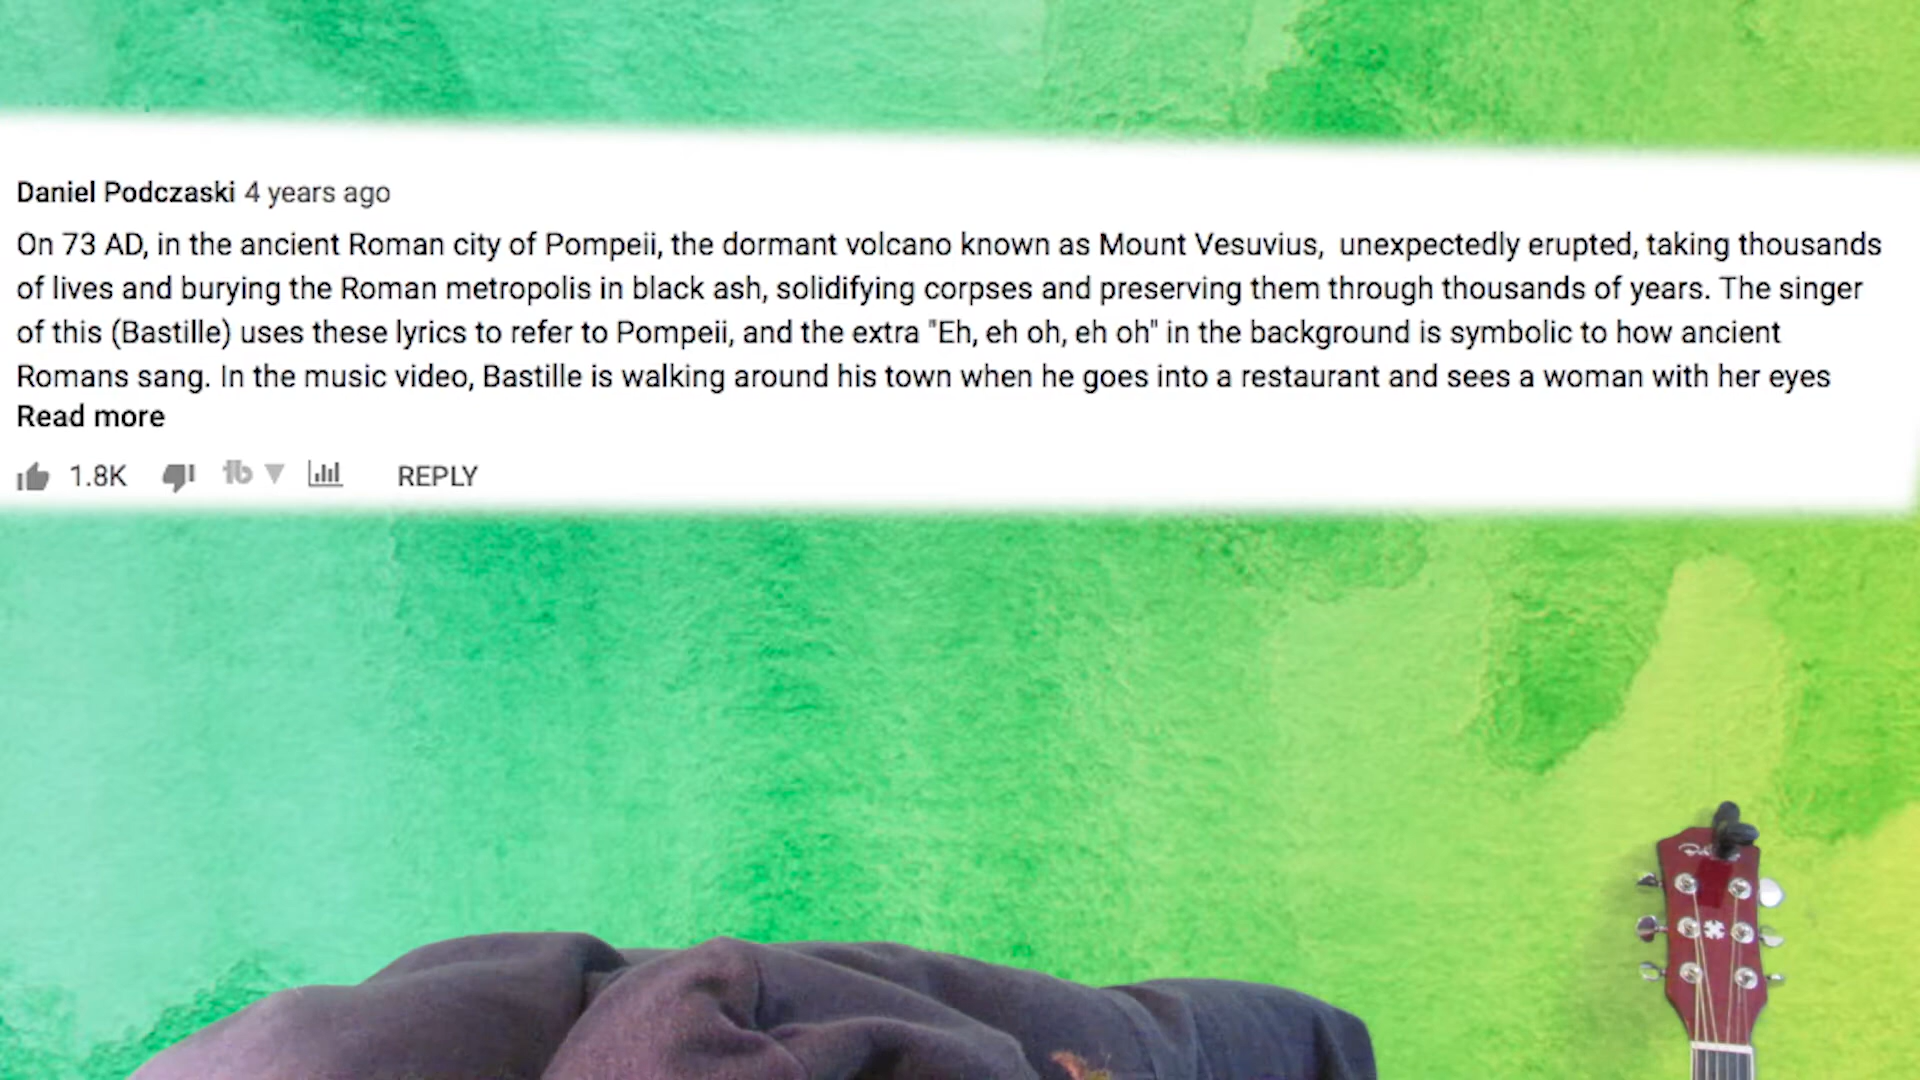 Daniel Podczaski 4 years ago
On 73 AD, in the ancient Roman city of Pompeii, the dormant volcano known as Mount Vesuvius,  unexpectedly erupted, taking thousands
of lives and burying the Roman metropolis in black ash, solidifying corpses and preserving them through thousands of years. The singer
of this (Bastille) uses these lyrics to refer to Pompeii, and the extra "Eh, eh oh, eh oh" in the background is symbolic to how ancient
Romans sang. In the music video, Bastille is walking around his town when he goes into a restaurant and sees a woman with her eyes
Read more
1.8K REPLY